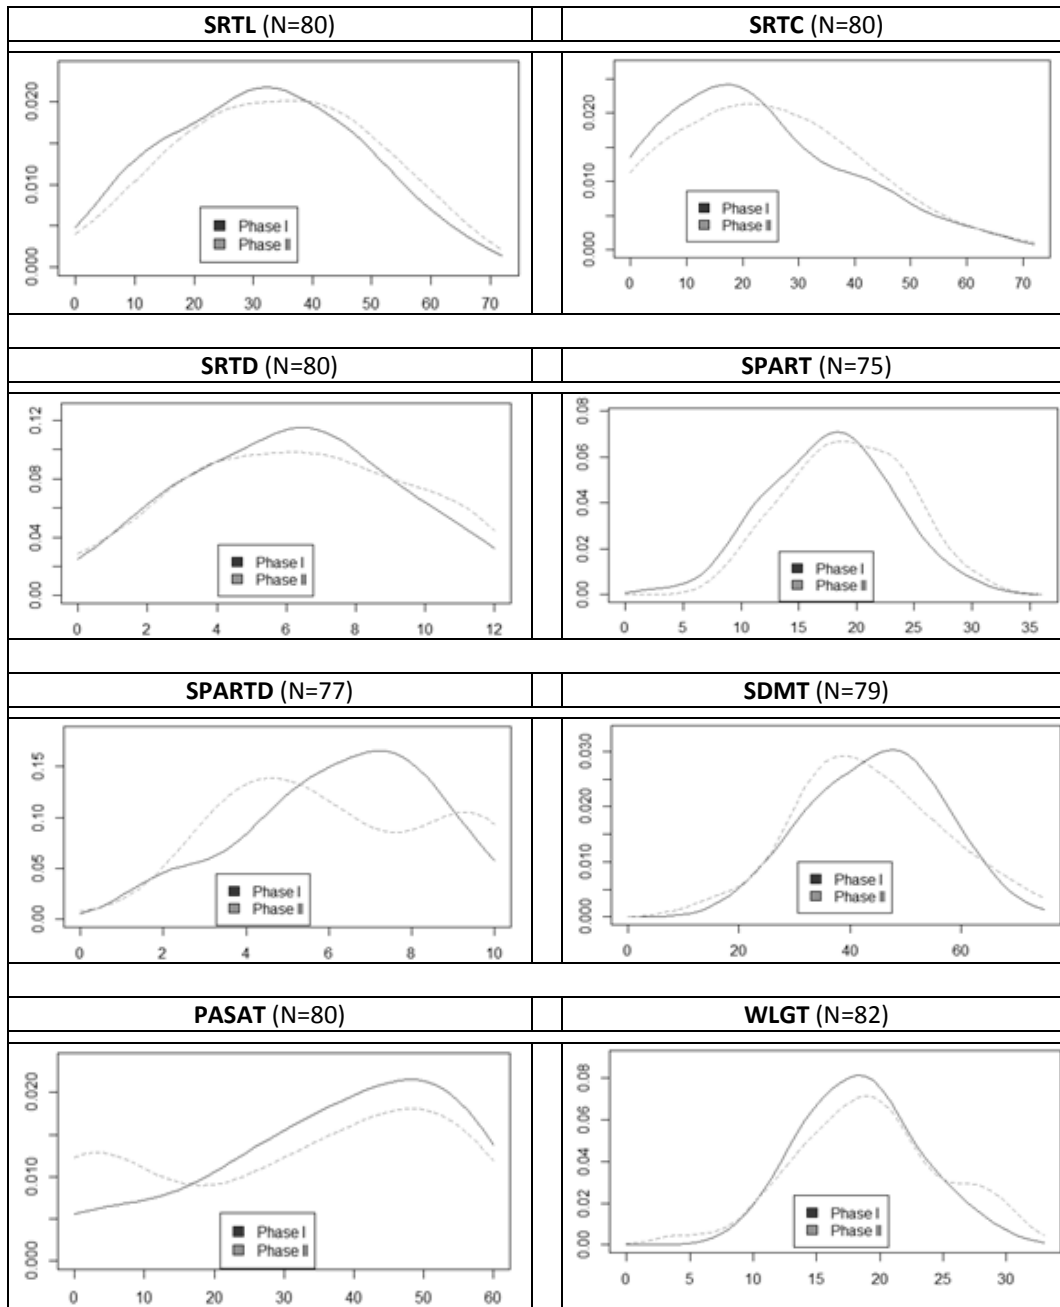 SRTL (N=80)
SRTC (N=80)
0.000 0.010 0.020
Phase I
Phase II
0 10 20 30 40 50 60 70
0.000 0.010 0.020
Phase I
Phase II
0 10 20 30 40 50 60 70
SRTD (N=80)
SPART (N=75)
0.00 0.04 0.08 0.12
Phase I
Phase II
0 2 4 6 8 10 12
0.00 0.02 0.04 0.06 0.08
Phase I
Phase II
0 5 10 15 20 25 30 35
SPARTD (N=77)
SDMT (N=79)
0.00 0.05 0.10 0.15
Phase I
Phase II
0 2 4 6 8 10
0.000 0.010 0.020 0.030
Phase I
Phase II
0 20 40 60
PASAT (N=80)
WLGT (N=82)
0.000 0.010 0.020
Phase I
Phase II
0 10 20 30 40 50 60
0.00 0.02 0.04 0.06 0.08
Phase I
Phase II
0 5 10 15 20 25 30